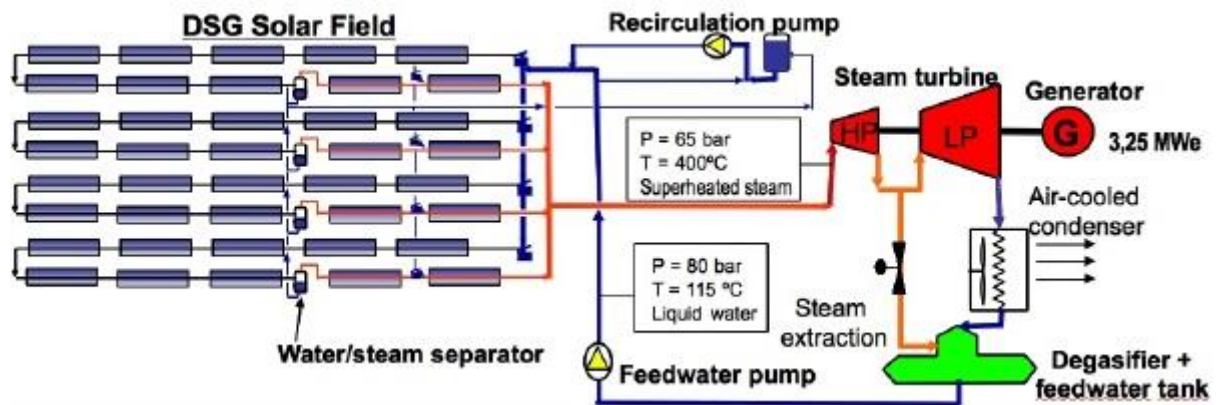 DSG Solar Field
Recirculation pump
Steam turbine
Generator
HP
LP
G
3,25 MWe
P = 65 bar
T = 400ºC
Superheated steam
Air-cooled
condenser
P = 80 bar
T = 115 ºC
Liquid water
Steam
extraction
Water/steam separator
Feedwater pump
Degasifier +
feedwater tank